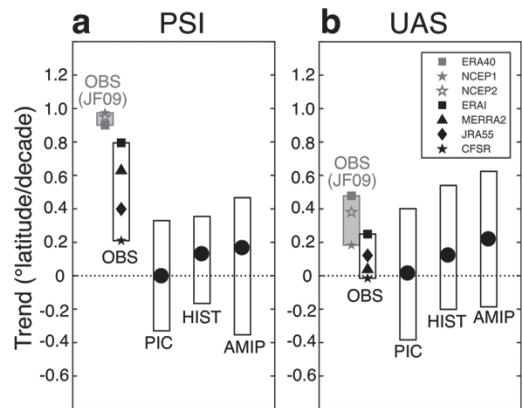 a PSI
b UAS
Trend (°latitude/decade)
1.2
1.0
0.8
0.6
0.4
0.2
0
-0.2
-0.4
-0.6
OBS
(JF09)
OBS
PIC
HIST
AMIP
1.2
1.0
0.8
0.6
0.4
0.2
0
-0.2
-0.4
-0.6
ERA40
NCEP1
NCEP2
ERAI
MERRA2
JRA55
CFSR
OBS
(JF09)
OBS
PIC
HIST
AMIP